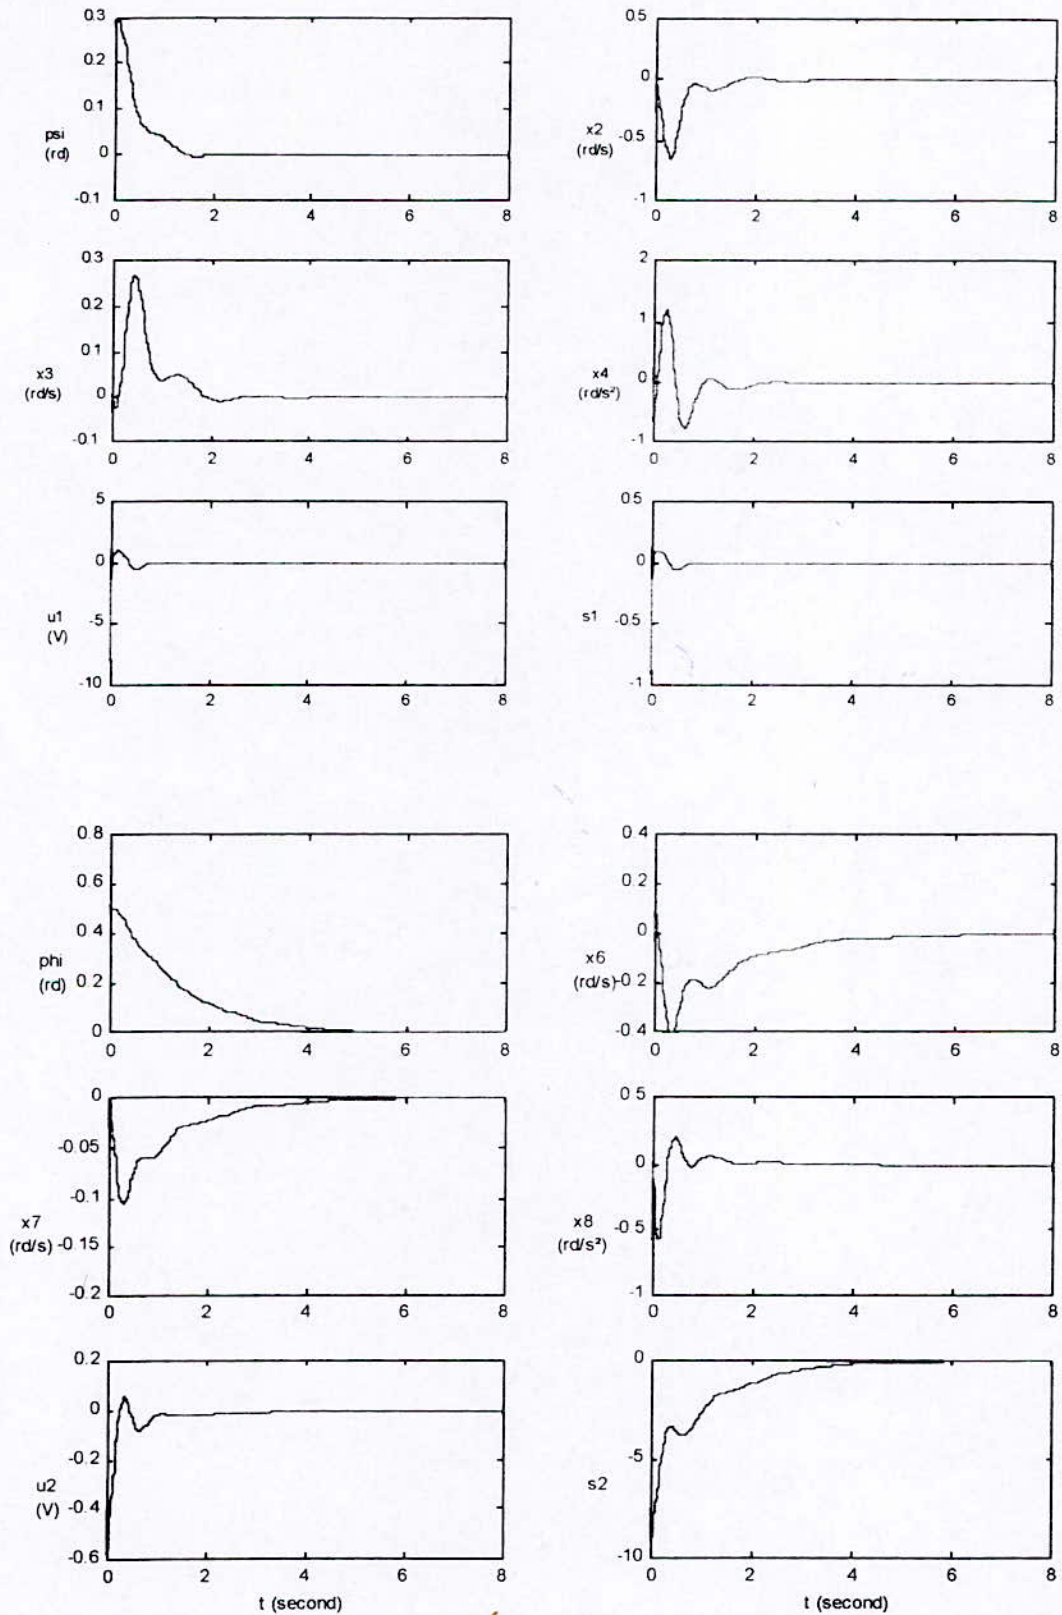 0.3
0.2
0.1
0
-0.1
psi
(rd)
0 2 4 6 8
0.5
0
-0.5
-1
x2
(rd/s)
0 2 4 6 8
0.3
0.2
0.1
0
-0.1
x3
(rd/s)
0 2 4 6 8
2
1
0
-1
x4
(rd/s²)
0 2 4 6 8
5
0
-5
-10
u1
(V)
0 2 4 6 8
0.5
0
-0.5
-1
s1
0 2 4 6 8
0.8
0.6
0.4
0.2
0
phi
(rd)
0 2 4 6 8
0.4
0.2
0
-0.2
-0.4
x6
(rd/s)
0 2 4 6 8
0
-0.05
-0.1
-0.15
-0.2
x7
(rd/s)
0 2 4 6 8
0.5
0
-0.5
-1
x8
(rd/s²)
0 2 4 6 8
0.2
0
-0.2
-0.4
-0.6
u2
(V)
0 2 4 6 8
t (second)
0
-5
-10
s2
0 2 4 6 8
t (second)